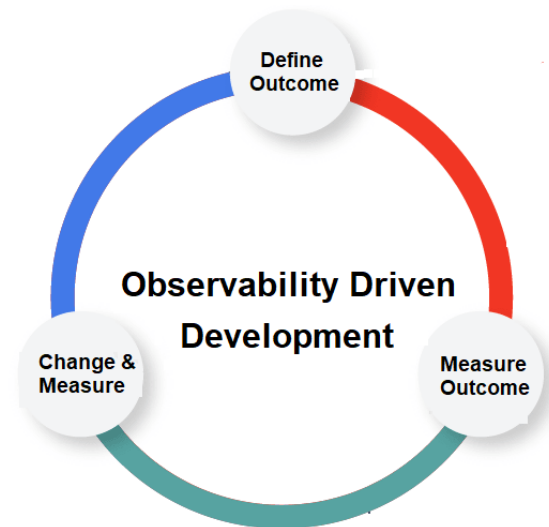 Define
Outcome
Observability Driven
Development
Change &
Measure
Measure
Outcome